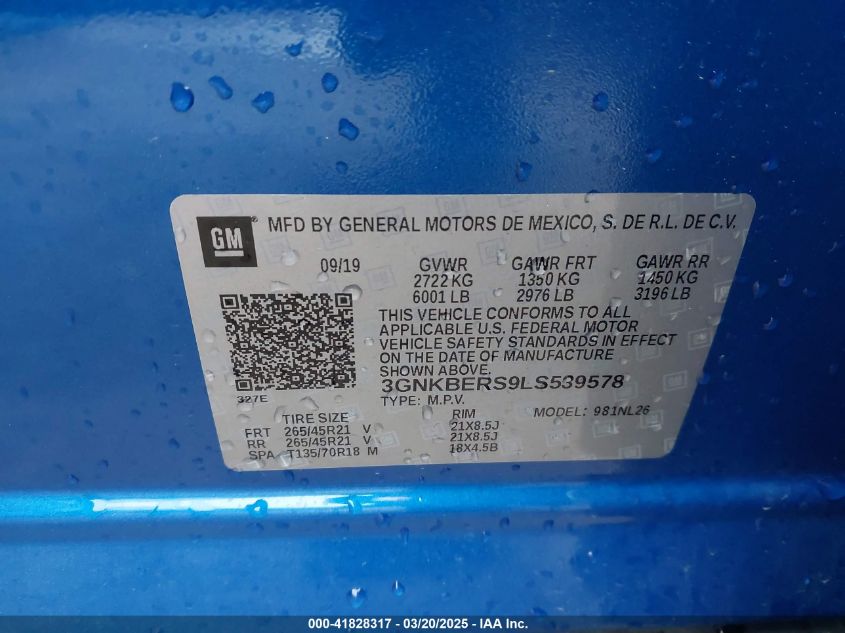 GM
MFD BY GENERAL MOTORS DE MEXICO, S. DE R.L. DE C.V.
09/19 GVWR GAWR FRT GAWR RR
2722 KG 1350 KG 1450 KG
6001 LB 2976 LB 3196 LB
THIS VEHICLE CONFORMS TO ALL
APPLICABLE U.S. FEDERAL MOTOR
VEHICLE SAFETY STANDARDS IN EFFECT
ON THE DATE OF MANUFACTURE
SHOWN ABOVE.
3GNKBERS9LS539578
327E TYPE: M.P.V. MODEL: 981NL26
TIRE SIZE RIM
FRT 265/45R21 V 21X8.5J
RR 265/45R21 V 21X8.5J
SPA T135/70R18 M 18X4.5B
000-41828317 - 03/20/2025 - IAA Inc.